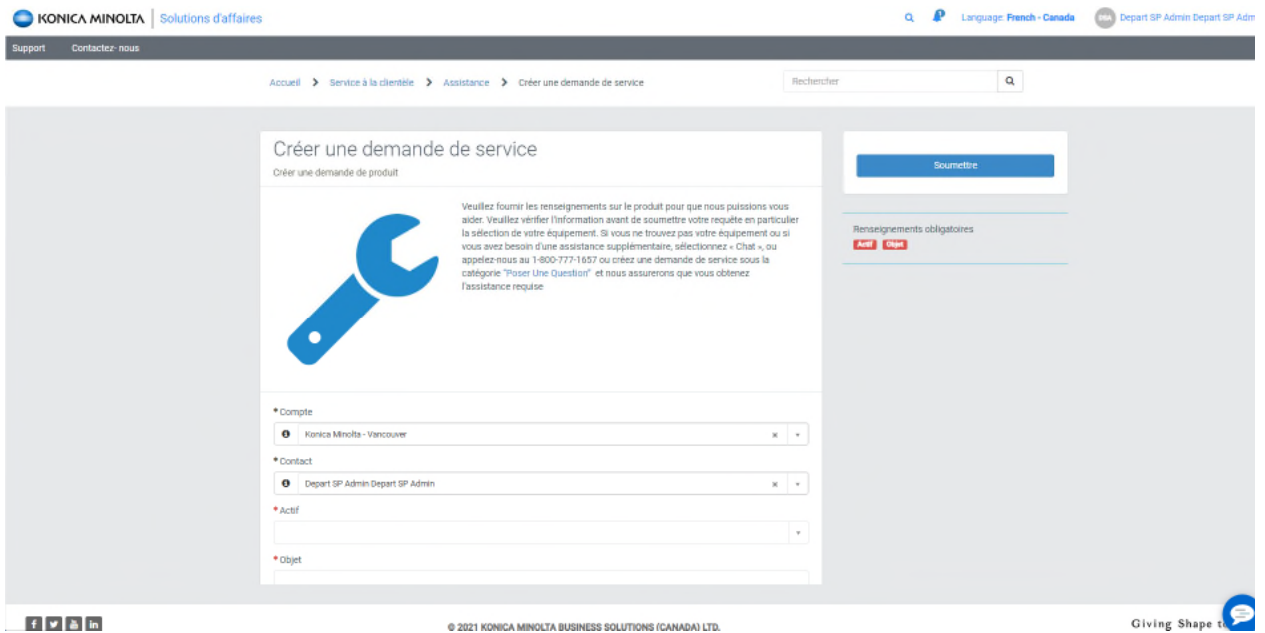 KONICA MINOLTA Solutions d'affaires
1 Language: French - Canada DSA Depart SP Admin Depart SP Adm
Support Contactez- nous
Accueil > Service à la clientèle > Assistance > Créer une demande de service
Rechercher
Créer une demande de service
Créer une demande de produit
Veuillez fournir les renseignements sur le produit pour que nous puissions vous
aider. Veuillez vérifier l'information avant de soumettre votre requête en particulier
la sélection de votre équipement. Si vous ne trouvez pas votre équipement ou si
vous avez besoin d'une assistance supplémentaire, sélectionnez « Chat », ou
appelez-nous au 1-800-777-1657 ou créez une demande de service sous la
catégorie "Poser Une Question" et nous assurerons que vous obtenez
l'assistance requise
* Compte
Konica Minolta - Vancouver
* Contact
Depart SP Admin Depart SP Admin
* Actif
* Objet
Soumettre
Renseignements obligatoires
Actif Objet
© 2021 KONICA MINOLTA BUSINESS SOLUTIONS (CANADA) LTD.
Giving Shape